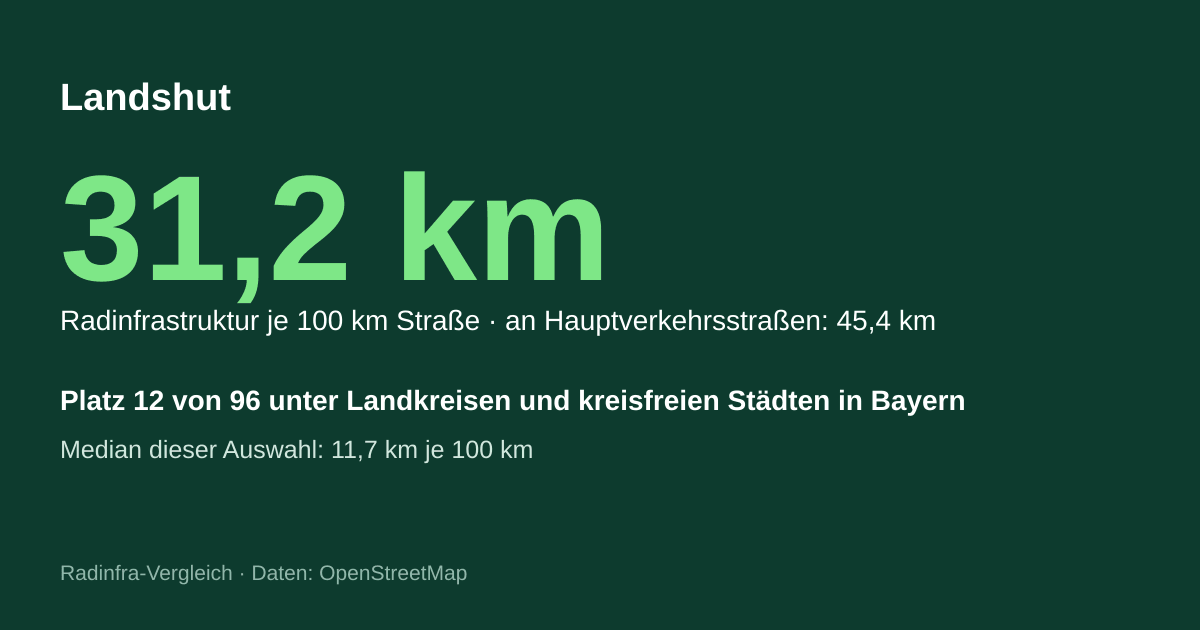 Landshut
31,2 km
Radinfrastruktur je 100 km Straße · an Hauptverkehrsstraßen: 45,4 km
Platz 12 von 96 unter Landkreisen und kreisfreien Städten in Bayern
Median dieser Auswahl: 11,7 km je 100 km
Radinfra-Vergleich · Daten: OpenStreetMap